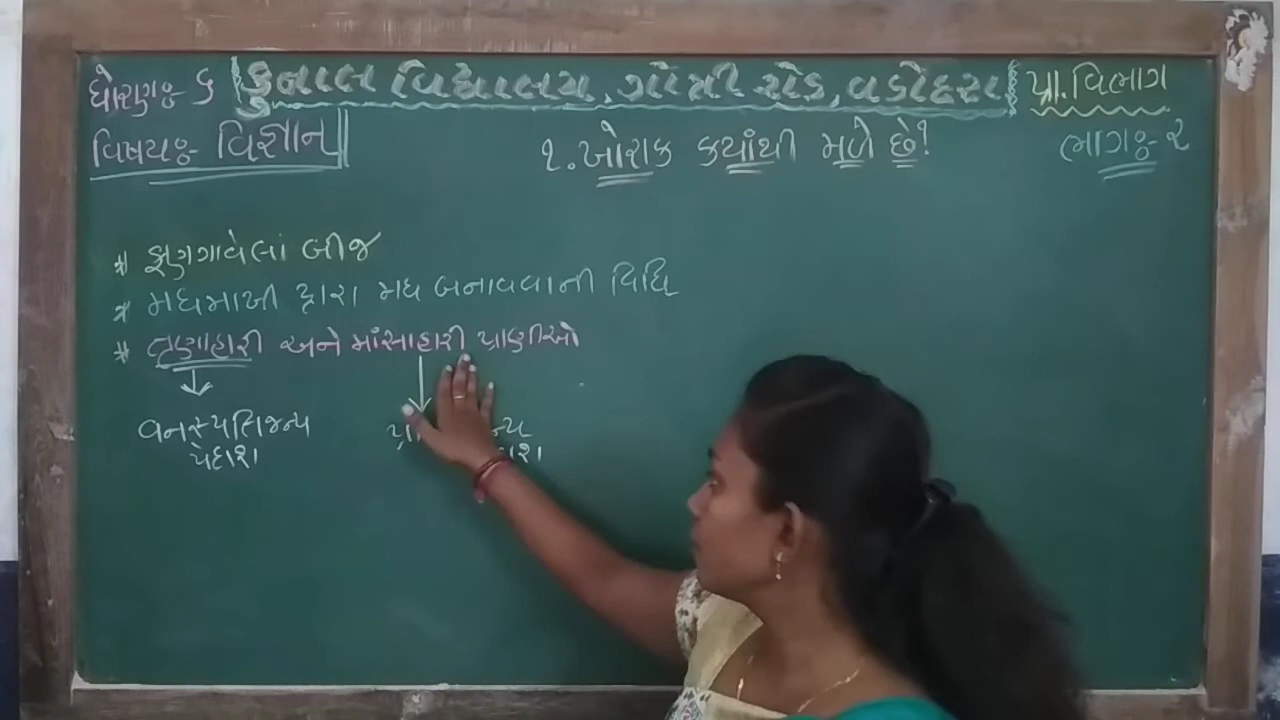 ધોરણઃ- ૬ કુનાલ વિદ્યાલય, ગોત્રી રોડ, વડોદરા પ્રા. વિભાગ
વિષયઃ- વિજ્ઞાન ૧. ખોરાક ક્યાંથી મળે છે? ભાગઃ- ૨
* ફણગાવેલાં બીજ
* મધમાખી દ્વારા મધ બનાવવાની વિધિ
* તૃણાહારી અને માંસાહારી પ્રાણીઓ
વનસ્પતિજન્ય
પેદાશ